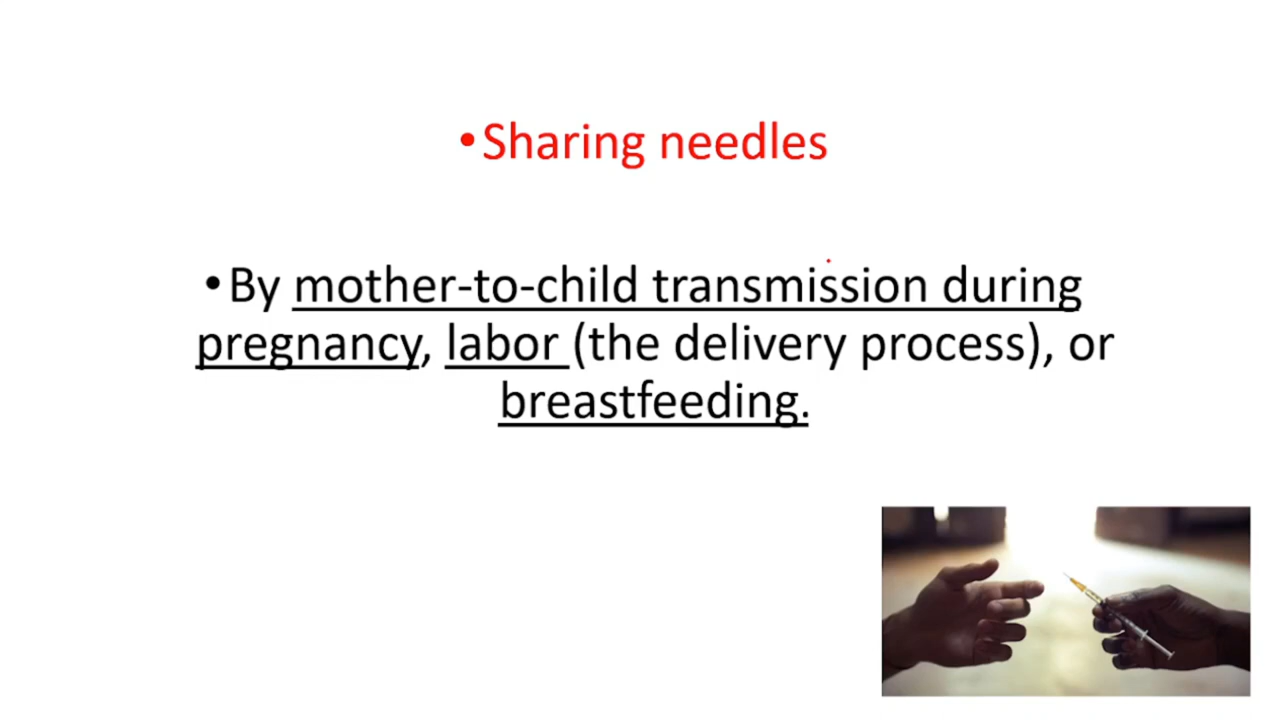 •Sharing needles
•By mother-to-child transmission during
pregnancy, labor (the delivery process), or
breastfeeding.